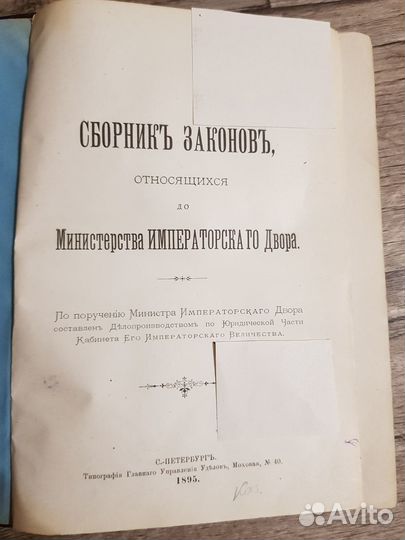 СБОРНИКЪ ЗАКОНОВЪ,
ОТНОСЯЩИХСЯ
ДО
Министерства ИМПЕРАТОРСКАГО Двора.
По порученію Министра Императорскаго Двора
составленъ Дѣлопроизводствомъ по Юридической Части
Кабинета Его Императорскаго Величества.
С.-ПЕТЕРБУРГЪ.
Типографія Главнаго Управленія Удѣловъ, Моховая, № 40.
1895.
Avito